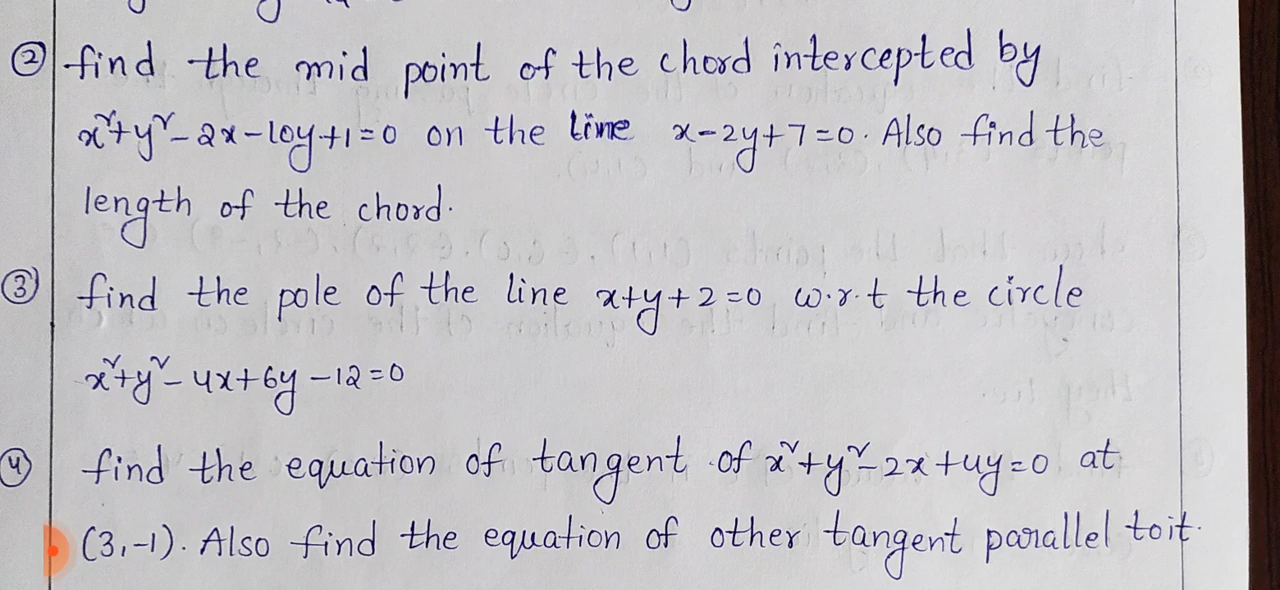 ② find the mid point of the chord intercepted by
x²+y²-2x-10y+1=0 on the line x-2y+7=0. Also find the
length of the chord.
③ find the pole of the line x+y+2=0 w.r.t the circle
x²+y²-4x+6y-12=0
④ find the equation of tangent of x²+y²-2x+4y=0 at
(3,-1). Also find the equation of other tangent parallel to it.